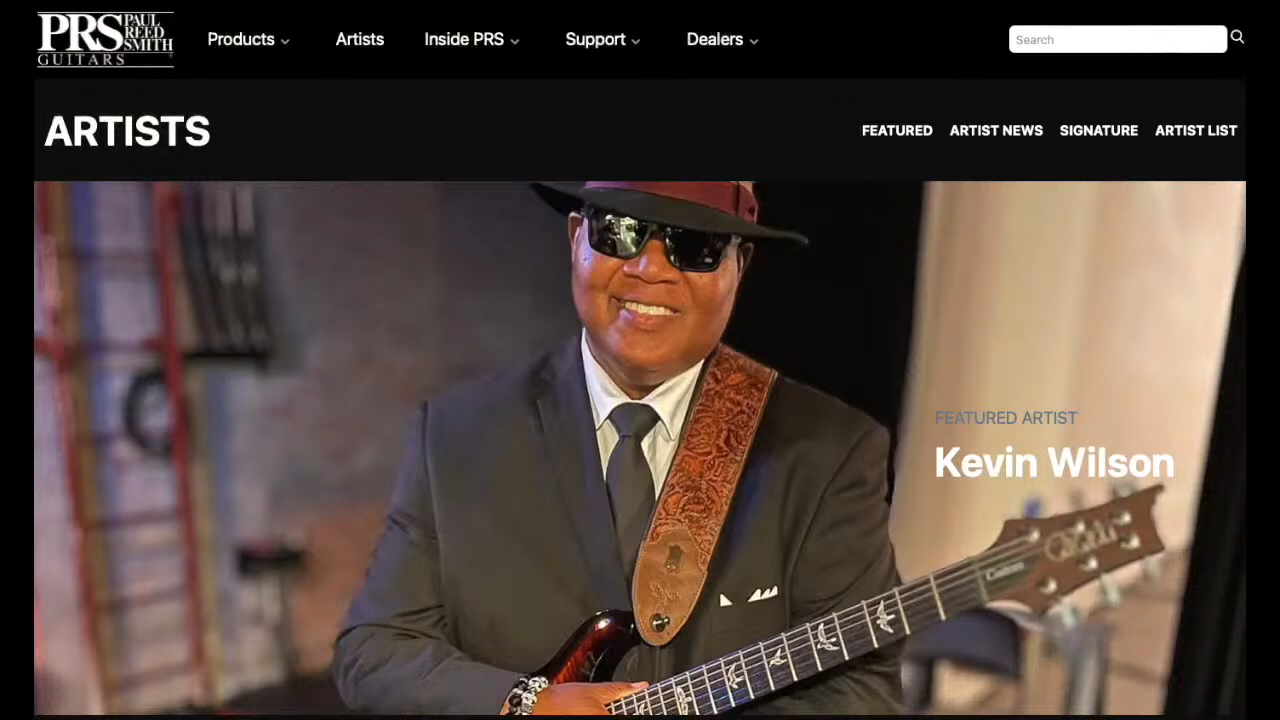 PRS PAUL
REED
SMITH
GUITARS
Products
Artists
Inside PRS
Support
Dealers
Search
ARTISTS
FEATURED
ARTIST NEWS
SIGNATURE
ARTIST LIST
FEATURED ARTIST
Kevin Wilson